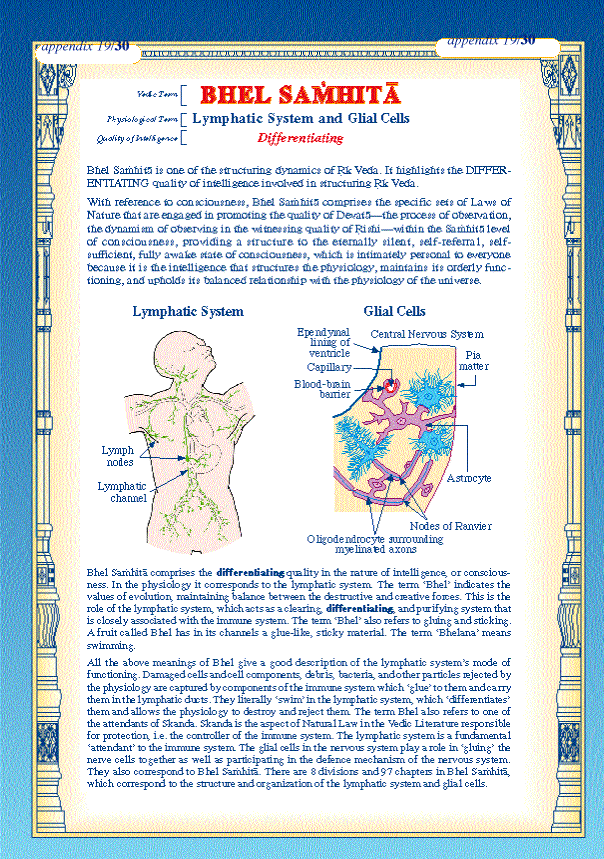 appendix 19/30
appendix 19/30
Vedic Term
BHEL SAṀHITĀ
Physiological Term
Lymphatic System and Glial Cells
Quality of Intelligence
Differentiating
Bhel Saṁhitā is one of the structuring dynamics of Ṛk Veda. It highlights the DIFFER-
ENTIATING quality of intelligence involved in structuring Ṛk Veda.
With reference to consciousness, Bhel Saṁhitā comprises the specific sets of Laws of
Nature that are engaged in promoting the quality of Devatā—the process of observation,
the dynamism of observing in the witnessing quality of Ṛishi—within the Saṁhitā level
of consciousness, providing a structure to the eternally silent, self-referral, self-
sufficient, fully awake state of consciousness, which is intimately personal to everyone
because it is the intelligence that structures the physiology, maintains its orderly func-
tioning, and upholds its balanced relationship with the physiology of the universe.
Lymphatic System
Lymph
nodes
Lymphatic
channel
Glial Cells
Ependymal
lining of
ventricle
Central Nervous System
Capillary
Pia
matter
Blood-brain
barrier
Astrocyte
Nodes of Ranvier
Oligodendrocyte surrounding
myelinated axons
Bhel Saṁhitā comprises the differentiating quality in the nature of intelligence, or conscious-
ness. In the physiology it corresponds to the lymphatic system. The term ‘Bhel’ indicates the
values of evolution, maintaining balance between the destructive and creative forces. This is the
role of the lymphatic system, which acts as a clearing, differentiating, and purifying system that
is closely associated with the immune system. The term ‘Bhel’ also refers to gluing and sticking.
A fruit called Bhel has in its channels a glue-like, sticky material. The term ‘Bhelana’ means
swimming.
All the above meanings of Bhel give a good description of the lymphatic system’s mode of
functioning. Damaged cells and cell components, debris, bacteria, and other particles rejected by
the physiology are captured by components of the immune system which ‘glue’ to them and carry
them in the lymphatic ducts. They literally ‘swim’ in the lymphatic system, which ‘differentiates’
them and allows the physiology to destroy and reject them. The term Bhel also refers to one of
the attendants of Skanda. Skanda is the aspect of Natural Law in the Vedic Literature responsible
for protection, i.e. the controller of the immune system. The lymphatic system is a fundamental
‘attendant’ to the immune system. The glial cells in the nervous system play a role in ‘gluing’ the
nerve cells together as well as participating in the defence mechanism of the nervous system.
They also correspond to Bhel Saṁhitā. There are 8 divisions and 97 chapters in Bhel Saṁhitā,
which correspond to the structure and organization of the lymphatic system and glial cells.